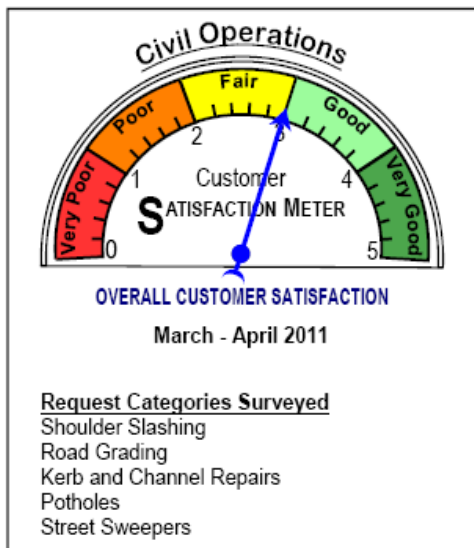 Civil Operations
Very Poor
Poor
Fair
Good
Very Good
0
1
2
3
4
5
Customer
SATISFACTION METER
OVERALL CUSTOMER SATISFACTION
March - April 2011
Request Categories Surveyed
Shoulder Slashing
Road Grading
Kerb and Channel Repairs
Potholes
Street Sweepers